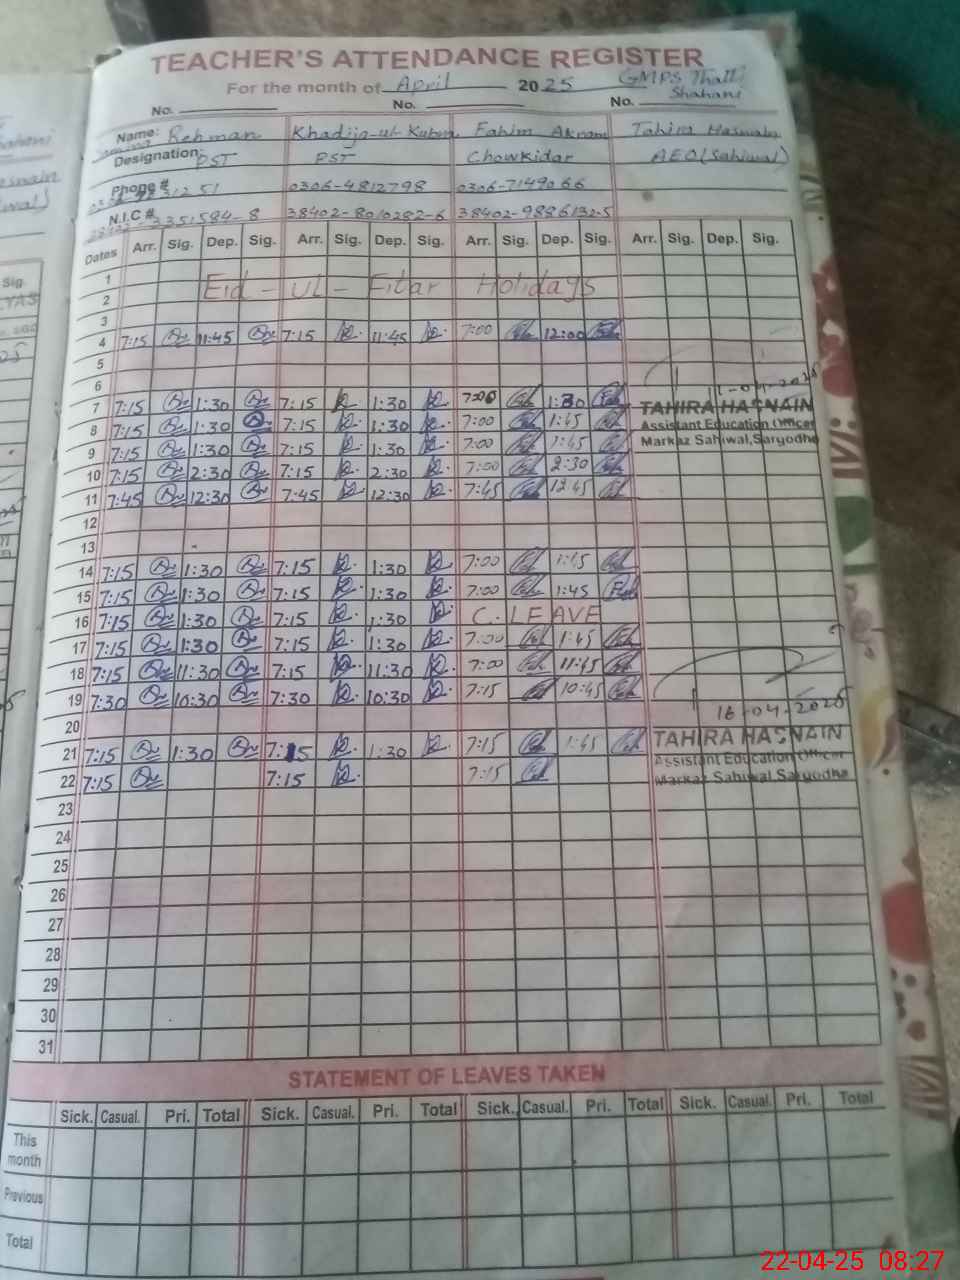 TEACHER'S ATTENDANCE REGISTER
For the month of April 2025 GMPS Thatti Shahani
No. No. No.
Name: Rehman Khadija-ul-Kubra Fahim Akram Tahira Hasnain
Designation: PST PST Chowkidar AEO (Sahiwal)
Phone # 0306-4812798 0306-7149066
N.I.C # 3351584-8 38402-8010282-6 38402-9886132-5
Dates Arr. Sig. Dep. Sig. Arr. Sig. Dep. Sig. Arr. Sig. Dep. Sig. Arr. Sig. Dep. Sig.
1 Eid-ul-Fitar Holidays
2
3
4 7:15 11:45 7:15 11:45 7:00 12:00
5
6 11-04-2025
7 7:15 1:30 7:15 1:30 7:00 1:30 TAHIRA HASNAIN
8 7:15 1:30 7:15 1:30 7:00 1:45 Assistant Education Officer
9 7:15 1:30 7:15 1:30 7:00 1:45 Markaz Sahiwal, Sargodha
10 7:15 2:30 7:15 2:30 7:00 2:30
11 7:45 12:30 7:45 12:30 7:45 12:45
12
13
14 7:15 1:30 7:15 1:30 7:00 1:45
15 7:15 1:30 7:15 1:30 7:00 1:45
16 7:15 1:30 7:15 1:30 C. LEAVE
17 7:15 1:30 7:15 1:30 7:00 1:45
18 7:15 11:30 7:15 11:30 7:00 11:45
19 7:30 10:30 7:30 10:30 7:15 10:45
20 16-04-2025
21 7:15 1:30 7:15 1:30 7:15 1:45 TAHIRA HASNAIN
Assistant Education Officer
22 7:15 7:15 7:15 Markaz Sahiwal Sargodha
23
24
25
26
27
28
29
30
31
STATEMENT OF LEAVES TAKEN
Sick. Casual. Pri. Total Sick. Casual. Pri. Total Sick. Casual. Pri. Total Sick. Casual. Pri. Total
This month
Previous
Total
22-04-25 08:27